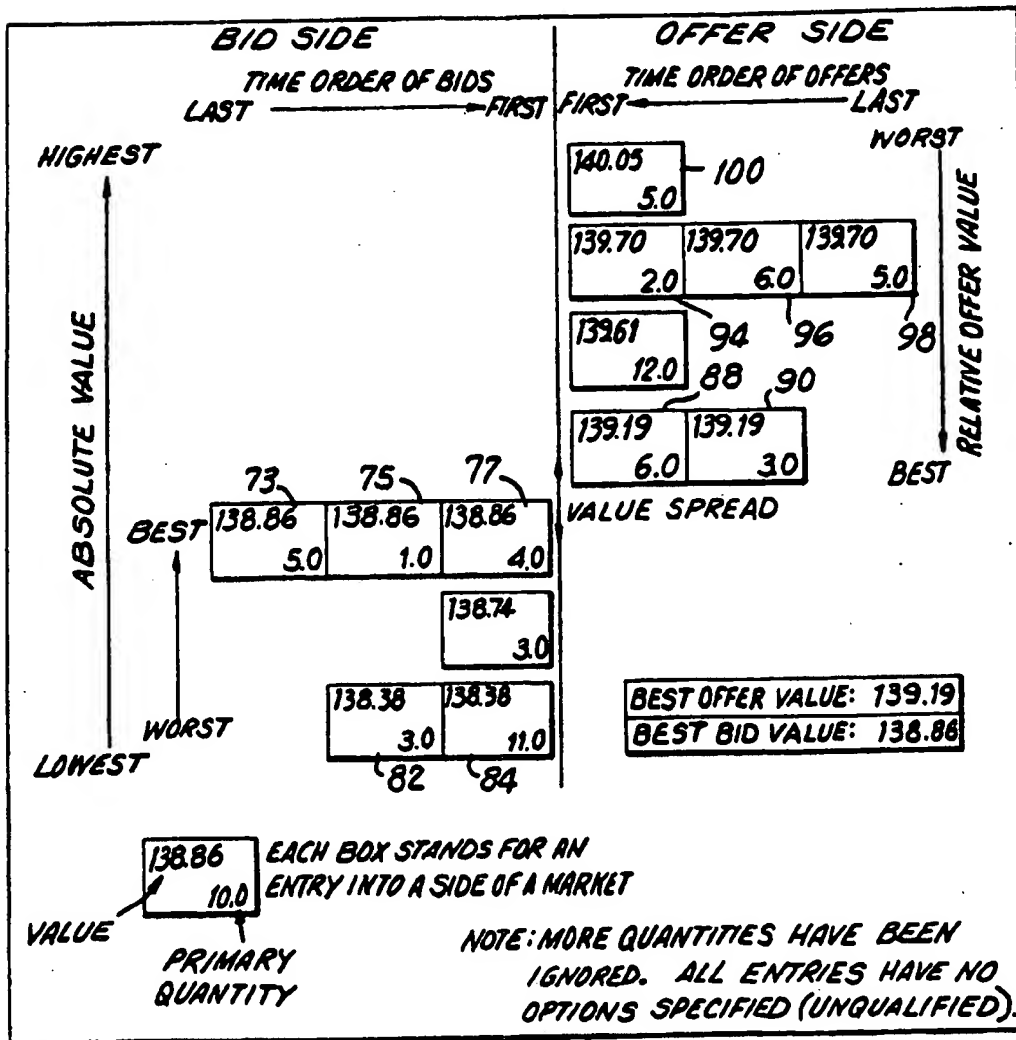 BID SIDE
OFFER SIDE
TIME ORDER OF BIDS
TIME ORDER OF OFFERS
LAST FIRST
FIRST LAST
HIGHEST
WORST
140.05
5.0
100
139.70 139.70 139.70
2.0 6.0 5.0
94 96 98
139.61
12.0
88 90
139.19 139.19
6.0 3.0
BEST
RELATIVE OFFER VALUE
ABSOLUTE VALUE
VALUE SPREAD
73 75 77
BEST
138.86 138.86 138.86
5.0 1.0 4.0
138.74
3.0
138.38 138.38
3.0 11.0
82 84
WORST
LOWEST
BEST OFFER VALUE: 139.19
BEST BID VALUE: 138.86
138.86
10.0
EACH BOX STANDS FOR AN
ENTRY INTO A SIDE OF A MARKET
VALUE
PRIMARY
QUANTITY
NOTE: MORE QUANTITIES HAVE BEEN
IGNORED. ALL ENTRIES HAVE NO
OPTIONS SPECIFIED (UNQUALIFIED).